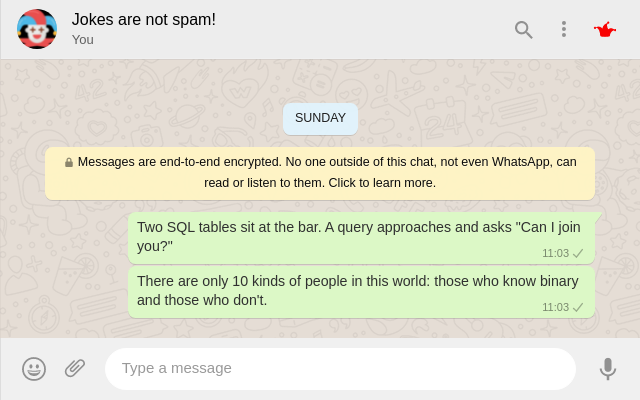 Jokes are not spam!
You
SUNDAY
Messages are end-to-end encrypted. No one outside of this chat, not even WhatsApp, can
read or listen to them. Click to learn more.
Two SQL tables sit at the bar. A query approaches and asks "Can I join
you?"
11:03
There are only 10 kinds of people in this world: those who know binary
and those who don't.
11:03
Type a message